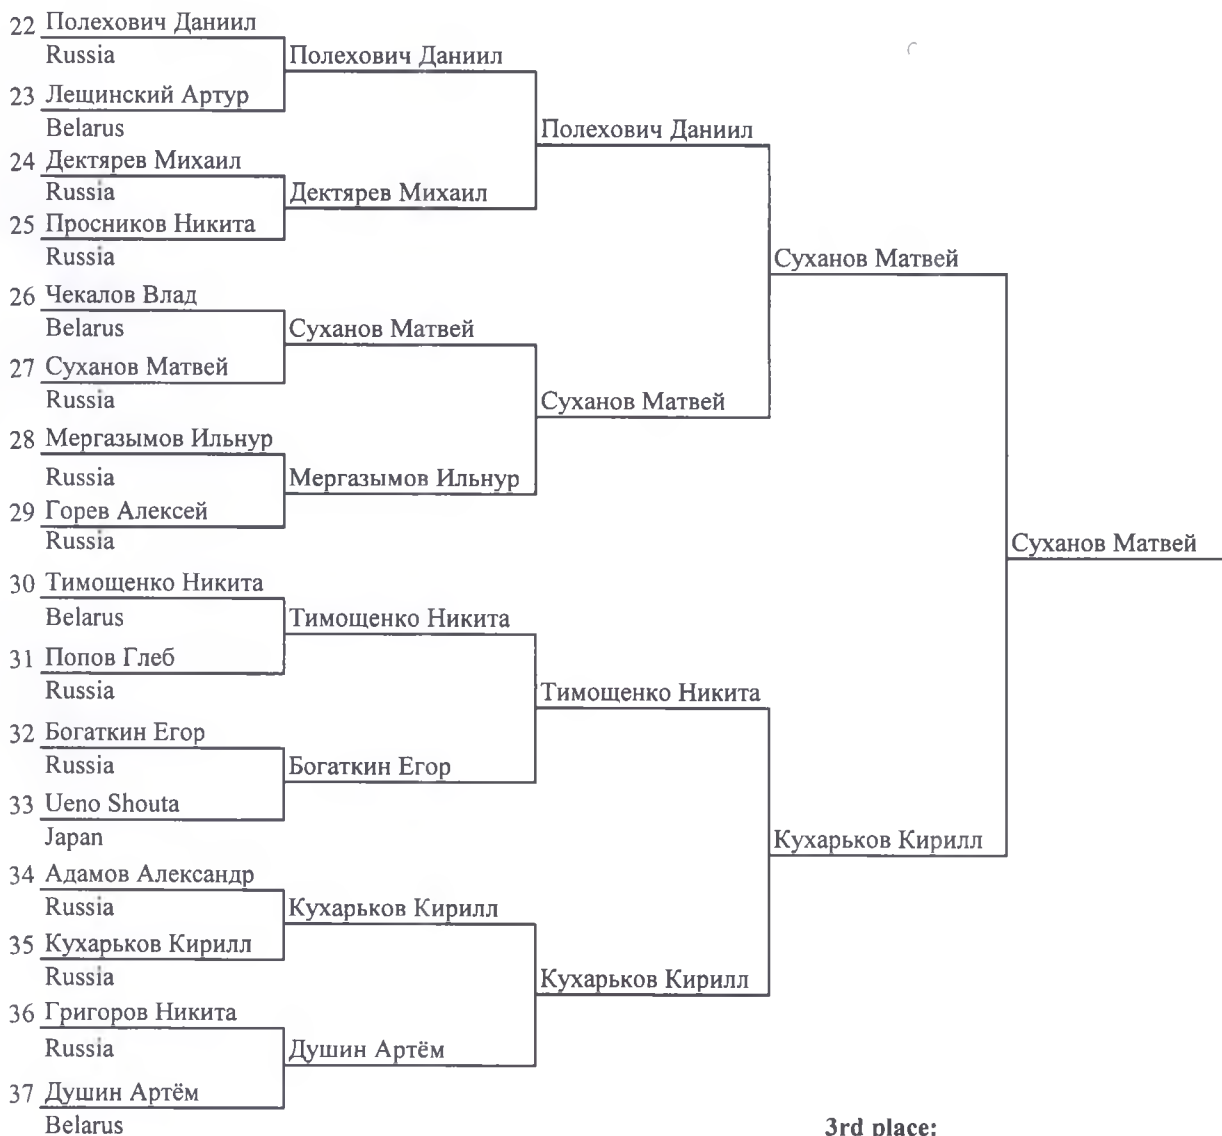 22 Полехович Даниил
Russia
23 Лещинский Артур
Belarus
24 Дектярев Михаил
Russia
25 Просников Никита
Russia
26 Чекалов Влад
Belarus
27 Суханов Матвей
Russia
28 Мергазымов Ильнур
Russia
29 Горев Алексей
Russia
30 Тимощенко Никита
Belarus
31 Попов Глеб
Russia
32 Богаткин Егор
Russia
33 Ueno Shouta
Japan
34 Адамов Александр
Russia
35 Кухарьков Кирилл
Russia
36 Григоров Никита
Russia
37 Душин Артём
Belarus
Полехович Даниил
Дектярев Михаил
Суханов Матвей
Мергазымов Ильнур
Тимощенко Никита
Богаткин Егор
Кухарьков Кирилл
Душин Артём
Полехович Даниил
Суханов Матвей
Тимощенко Никита
Кухарьков Кирилл
Суханов Матвей
Кухарьков Кирилл
Суханов Матвей
3rd place: